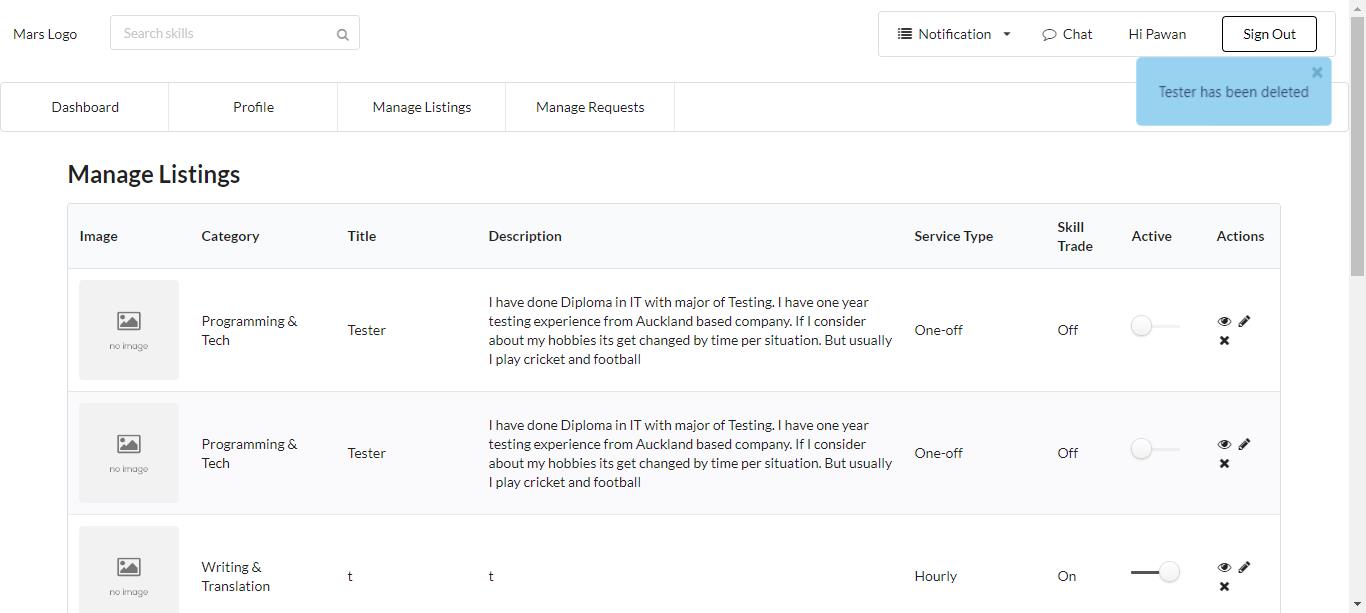 Mars Logo
Search skills
Notification
Chat
Hi Pawan
Sign Out
Tester has been deleted
Dashboard
Profile
Manage Listings
Manage Requests
Manage Listings
Image
Category
Title
Description
Service Type
Skill
Trade
Active
Actions
no image
Programming &
Tech
Tester
I have done Diploma in IT with major of Testing. I have one year
testing experience from Auckland based company. If I consider
about my hobbies its get changed by time per situation. But usually
I play cricket and football
One-off
Off
no image
Programming &
Tech
Tester
I have done Diploma in IT with major of Testing. I have one year
testing experience from Auckland based company. If I consider
about my hobbies its get changed by time per situation. But usually
I play cricket and football
One-off
Off
no image
Writing &
Translation
t
t
Hourly
On